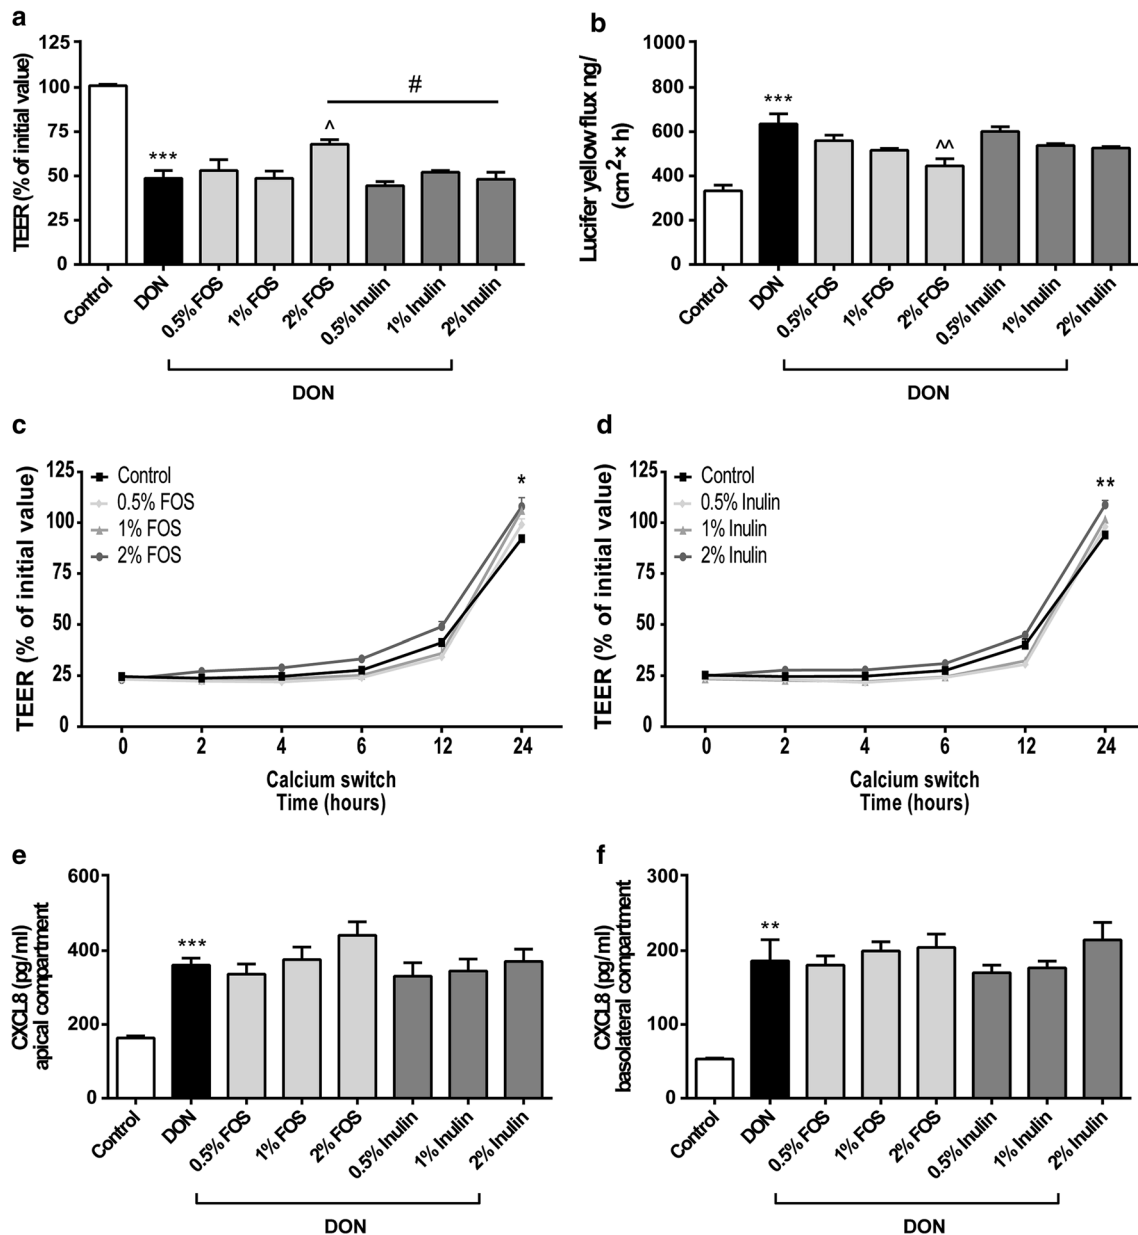 a
TEER (% of initial value)
125
100
75
50
25
0
***
^
#
Control
DON
0.5% FOS
1% FOS
2% FOS
0.5% Inulin
1% Inulin
2% Inulin
DON
b
Lucifer yellow flux ng/
(cm² × h)
1000
800
600
400
200
0
***
^^
Control
DON
0.5% FOS
1% FOS
2% FOS
0.5% Inulin
1% Inulin
2% Inulin
DON
c
TEER (% of initial value)
125
100
75
50
25
0
Control
0.5% FOS
1% FOS
2% FOS
*
0 2 4 6 12 24
Calcium switch
Time (hours)
d
TEER (% of initial value)
125
100
75
50
25
0
Control
0.5% Inulin
1% Inulin
2% Inulin
**
0 2 4 6 12 24
Calcium switch
Time (hours)
e
CXCL8 (pg/ml)
apical compartment
600
400
200
0
***
Control
DON
0.5% FOS
1% FOS
2% FOS
0.5% Inulin
1% Inulin
2% Inulin
DON
f
CXCL8 (pg/ml)
basolateral compartment
300
200
100
0
**
Control
DON
0.5% FOS
1% FOS
2% FOS
0.5% Inulin
1% Inulin
2% Inulin
DON